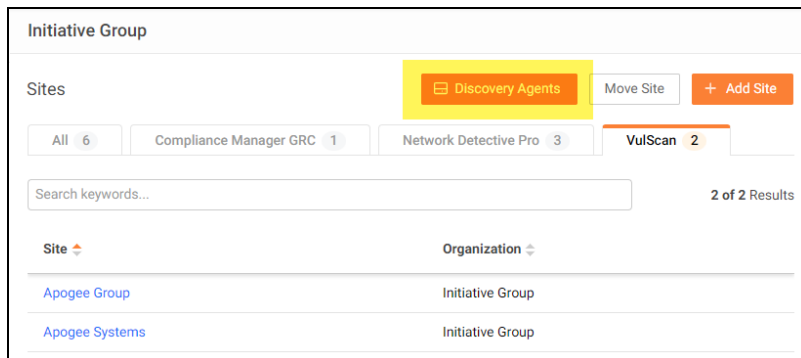 Initiative Group
Sites
Discovery Agents
Move Site
+ Add Site
All 6
Compliance Manager GRC 1
Network Detective Pro 3
VulScan 2
Search keywords...
2 of 2 Results
Site
Organization
Apogee Group
Initiative Group
Apogee Systems
Initiative Group